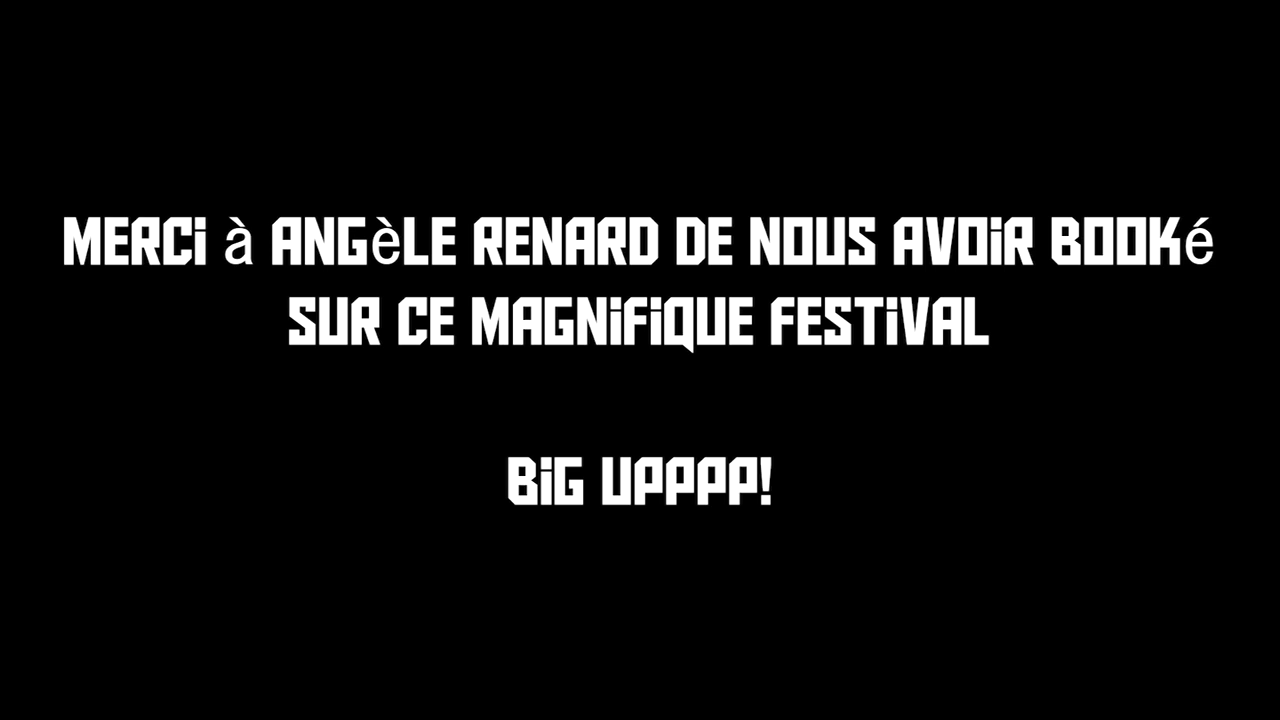 MERCi à ANGèLE RENARD DE NOUS AVOiR BOOKé
SUR CE MAGNiFiQUE FESTiVAL
BiG UPPPP!